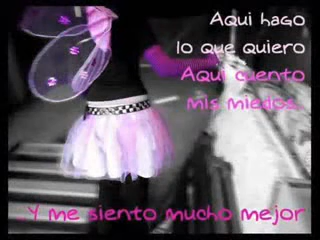 Aqui hago
lo que quiero
Aqui cuento
mis miedos.
..Y me siento mucho mejor